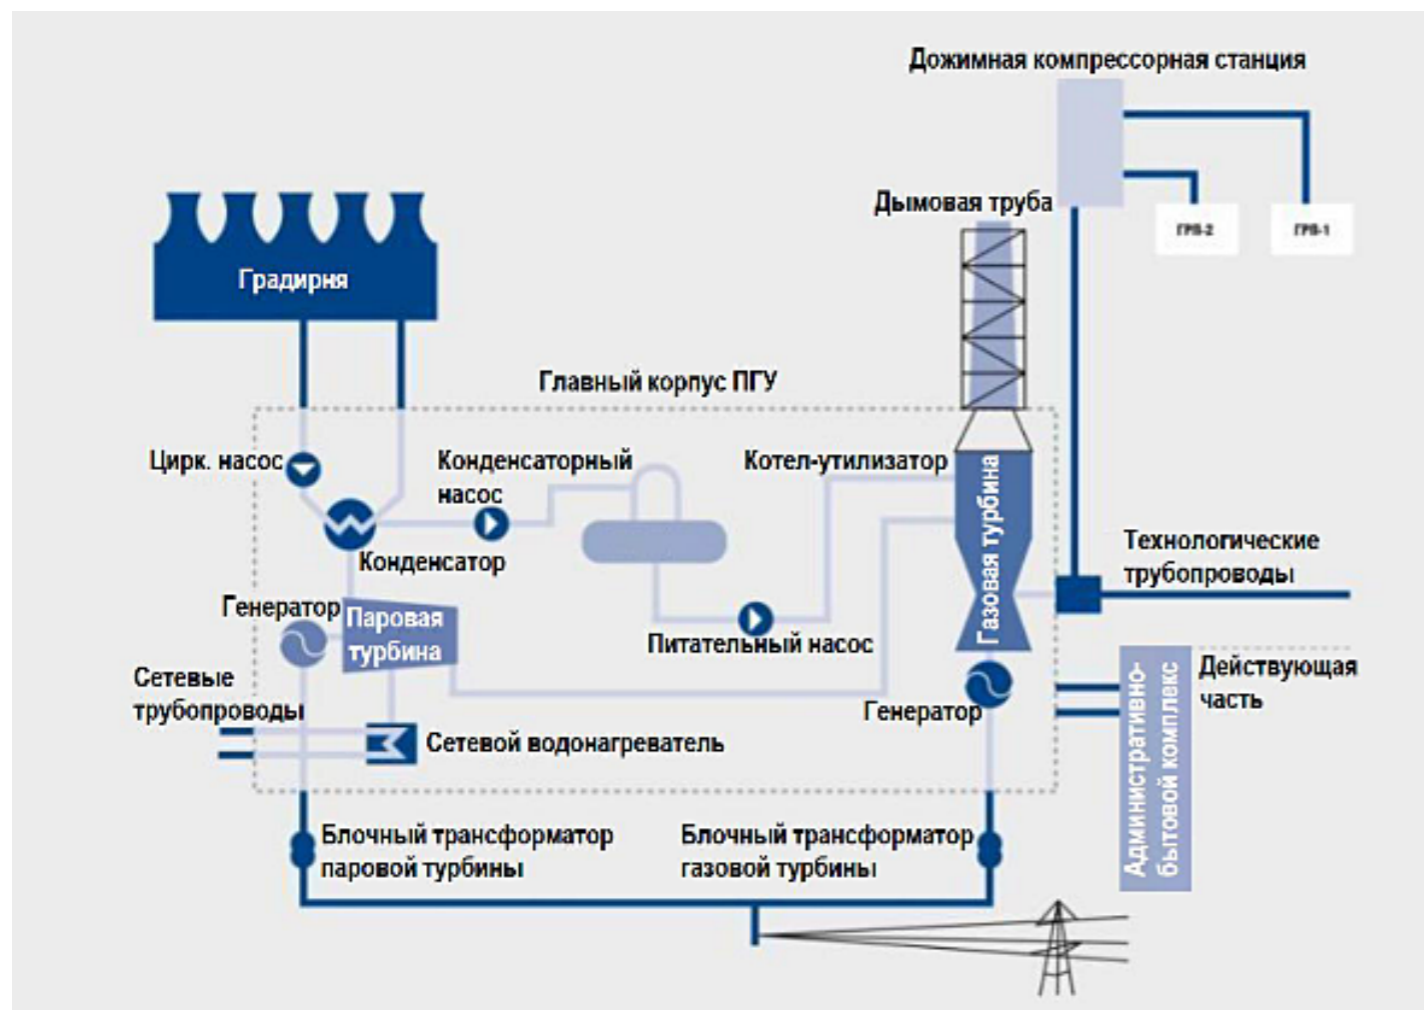 Дожимная компрессорная станция
Дымовая труба
ГРП-2
ГРП-1
Градирня
Главный корпус ПГУ
Цирк. насос
Конденсаторный
насос
Котел-утилизатор
Газовая турбина
Конденсатор
Технологические
трубопроводы
Генератор
Паровая
турбина
Питательный насос
Сетевые
трубопроводы
Генератор
Действующая
часть
Административно-
бытовой комплекс
Сетевой водонагреватель
Блочный трансформатор
паровой турбины
Блочный трансформатор
газовой турбины